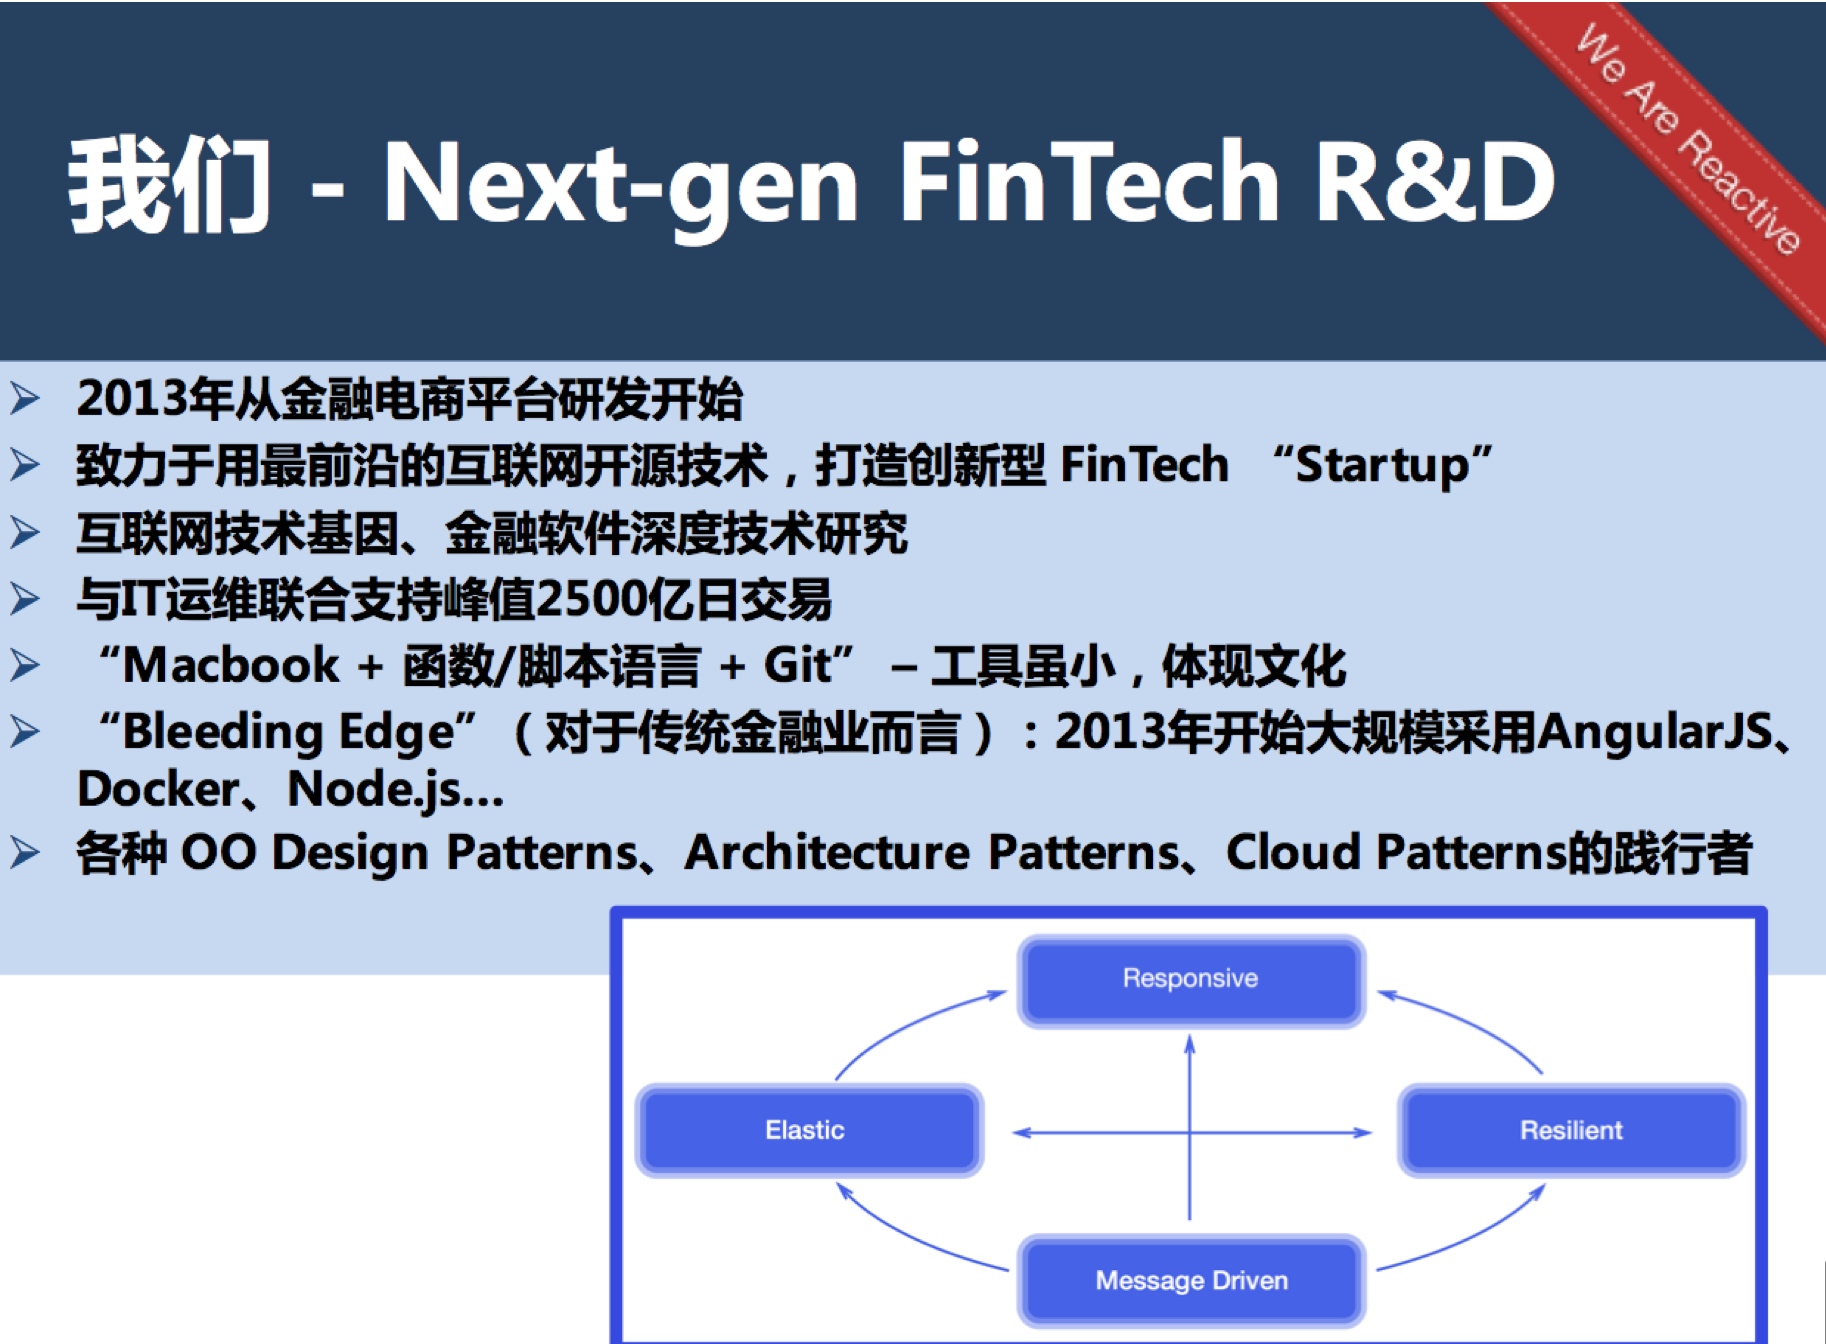 We Are Reactive
我们 - Next-gen FinTech R&D
2013年从金融电商平台研发开始
致力于用最前沿的互联网开源技术，打造创新型 FinTech “Startup”
互联网技术基因、金融软件深度技术研究
与IT运维联合支持峰值2500亿日交易
“Macbook + 函数/脚本语言 + Git” – 工具虽小，体现文化
“Bleeding Edge”（对于传统金融业而言）：2013年开始大规模采用AngularJS、
Docker、Node.js...
各种 OO Design Patterns、Architecture Patterns、Cloud Patterns的践行者
Responsive
Elastic
Resilient
Message Driven